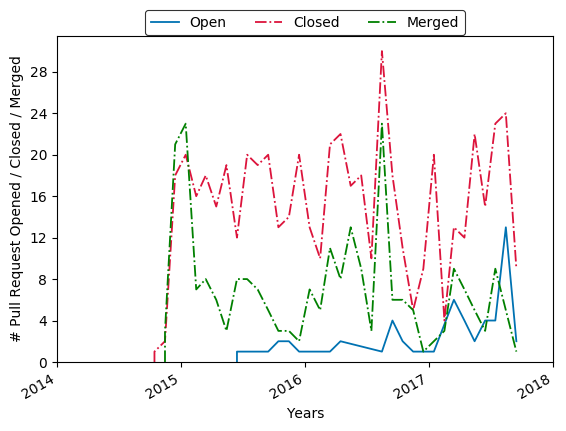 Open Closed Merged
# Pull Request Opened / Closed / Merged
28
24
20
16
12
8
4
0
2014 2015 2016 2017 2018
Years